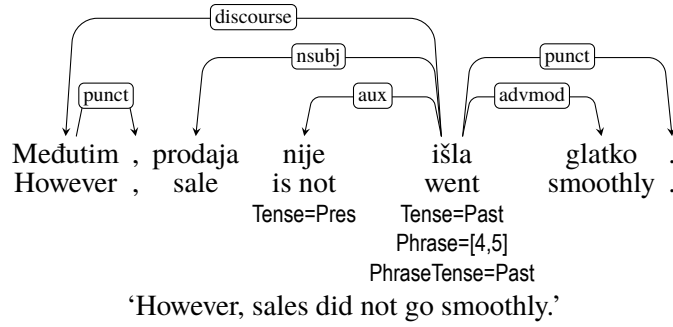 discourse
nsubj punct
punct aux advmod
Međutim , prodaja nije išla glatko .
However , sale is not went smoothly .
Tense=Pres Tense=Past
Phrase=[4,5]
PhraseTense=Past
‘However, sales did not go smoothly.’